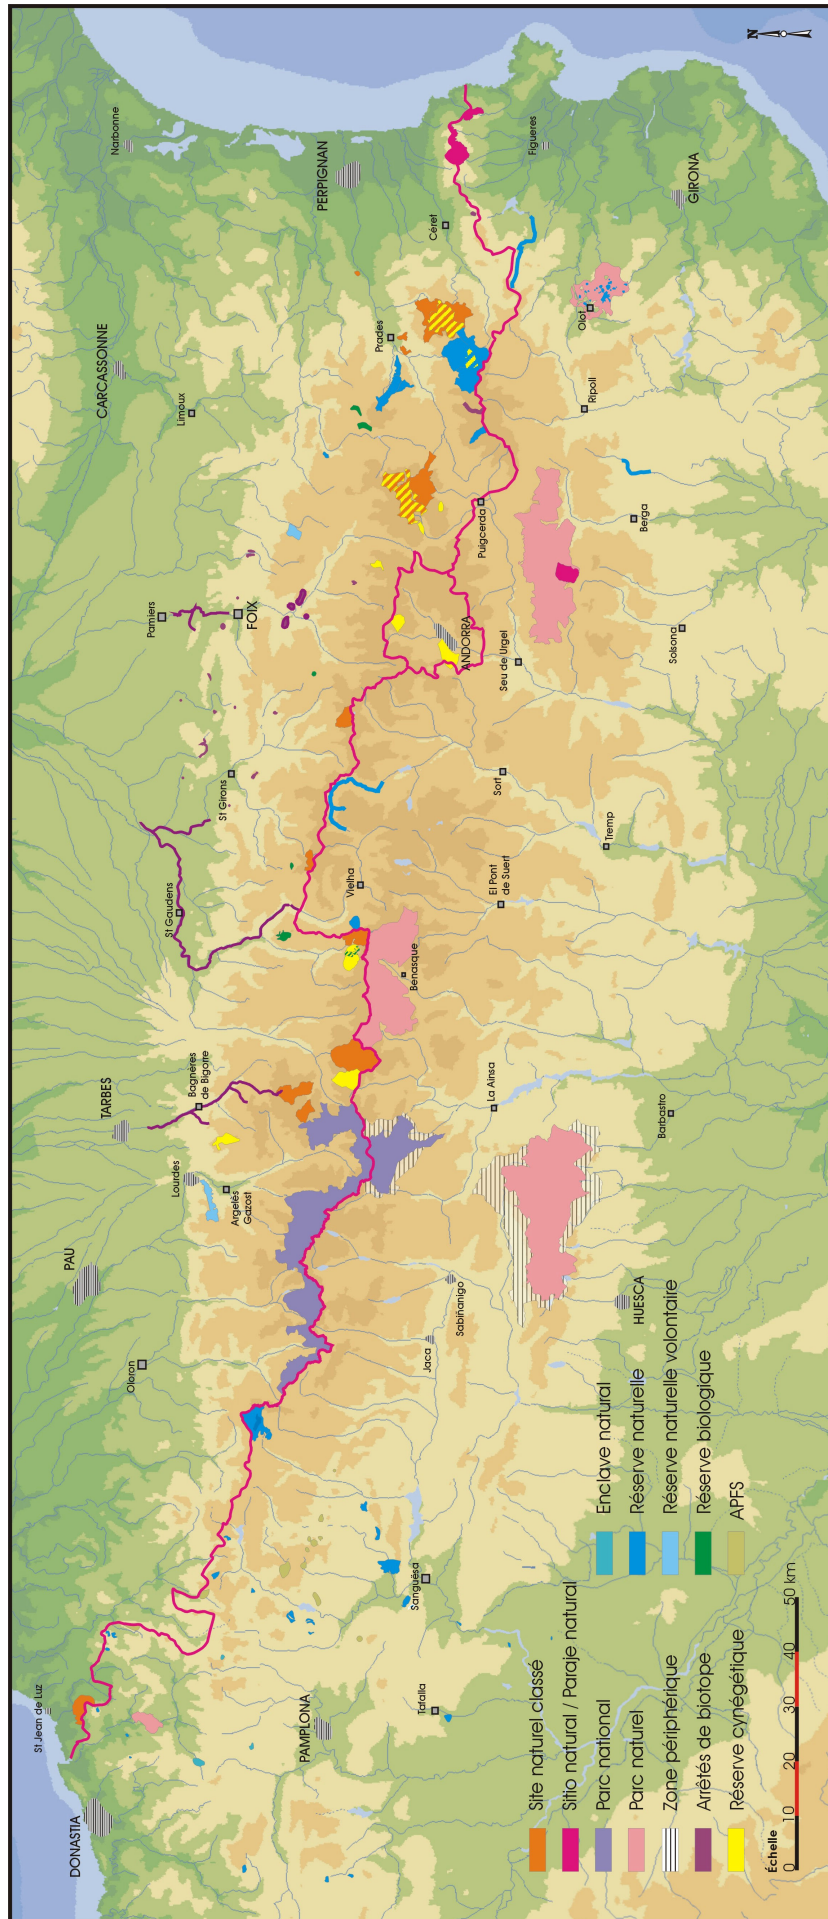 N
St Jean de Luz
DONASTIA
PAU
TARBES
CARCASSONNE
Narbonne
Oloron
Lourdes
Bagnères
de Bigorre
St Gaudens
Pamiers
Limoux
Argelès
Gazost
St Girons
FOIX
PERPIGNAN
PAMPLONA
Vielha
Prades
Céret
Tafalla
Sanguësa
Jaca
Sabiñanigo
Benasque
ANDORRA
Puigcerda
Figueres
La Ainsa
El Pont
de Suert
Sort
Seu de Urgel
Olot
Ripoll
Tremp
HUESCA
Berga
Barbastro
Solsona
GIRONA
Site naturel classé
Sitio natural / Paraje natural
Parc national
Parc naturel
Zone périphérique
Arrêtés de biotope
Réserve cynégétique
Enclave natural
Réserve naturelle
Réserve naturelle volontaire
Réserve biologique
APFS
Échelle
0 10 20 30 40 50 km